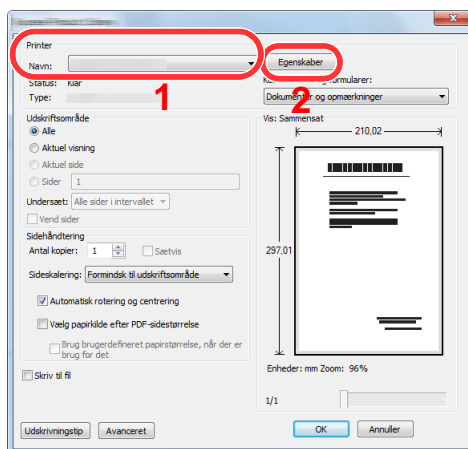 Printer
Navn:
Egenskaber
Status: Klar
1
2
formularer:
Type:
Dokumenter og opmærkninger
Udskriftsområde
Vis: Sammensat
Alle
210,02
Aktuel visning
Aktuel side
Sider 1
Undersæt: Alle sider i intervallet
Vend sider
Sidehåndtering
Antal kopier: 1 Sætvis
297,01
Sideskalering: Formindsk til udskriftsområde
Automatisk rotering og centrering
Vælg papirkilde efter PDF-sidestørrelse
Brug brugerdefineret papirstørrelse, når der er
brug for det
Enheder: mm Zoom: 96%
Skriv til fil
1/1
Udskrivningstip Avanceret OK Annuller